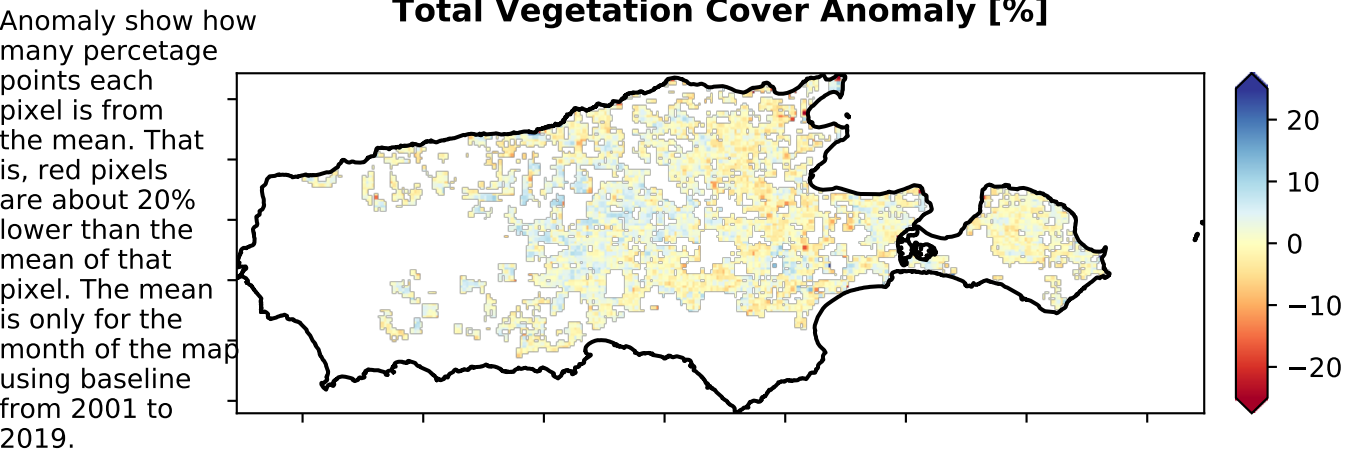 Total Vegetation Cover Anomaly [%]
Anomaly show how
many percetage
points each
pixel is from
the mean. That
is, red pixels
are about 20%
lower than the
mean of that
pixel. The mean
is only for the
month of the map
using baseline
from 2001 to
2019.
20
10
0
−10
−20